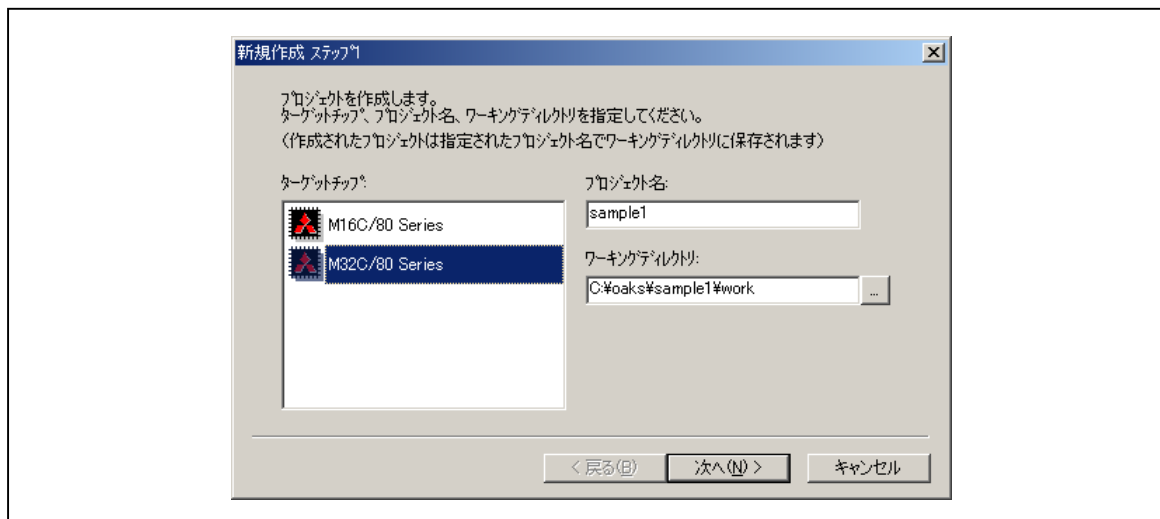 新規作成 ステップ1
プロジェクトを作成します。
ターゲットチップ、プロジェクト名、ワーキングディレクトリを指定してください。
(作成されたプロジェクトは指定されたプロジェクト名でワーキングディレクトリに保存されます)
ターゲットチップ:
M16C/80 Series
M32C/80 Series
プロジェクト名:
sample1
ワーキングディレクトリ:
C:¥oaks¥sample1¥work
...
< 戻る(B)
次へ(N) >
キャンセル